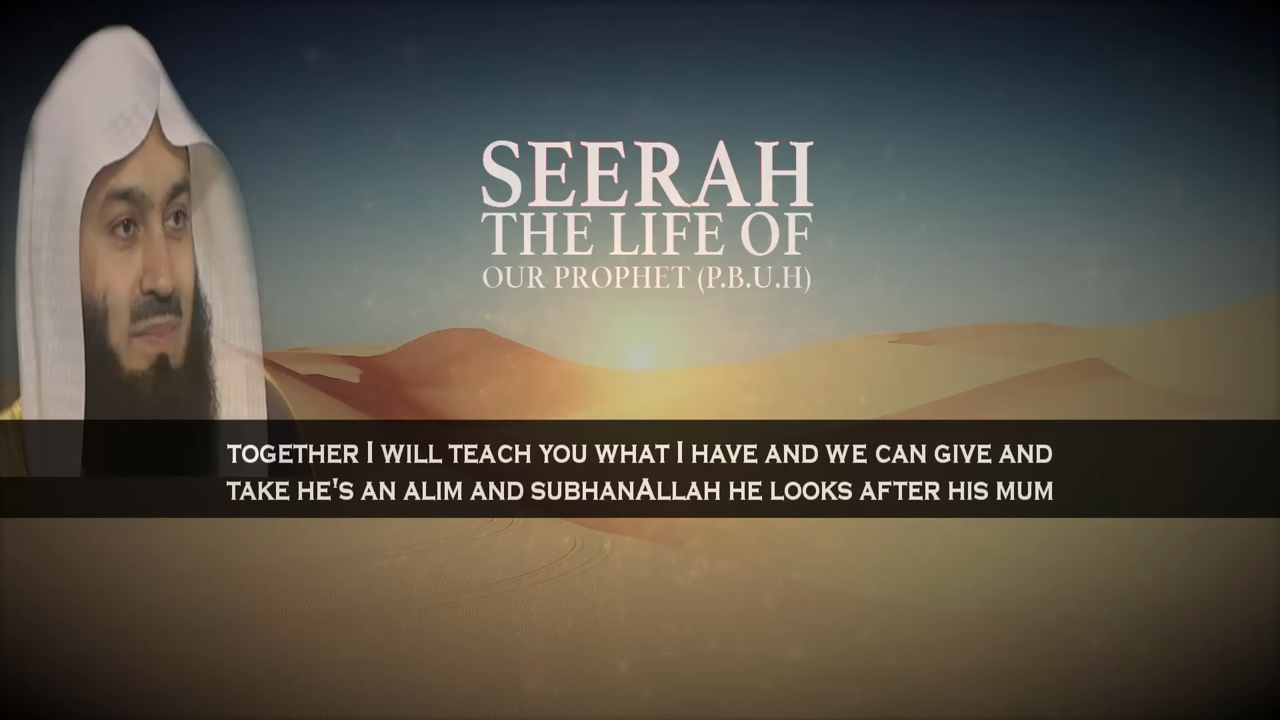 SEERAH
THE LIFE OF
OUR PROPHET (P.B.U.H)
TOGETHER I WILL TEACH YOU WHAT I HAVE AND WE CAN GIVE AND
TAKE HE'S AN ALIM AND SUBHANALLAH HE LOOKS AFTER HIS MUM